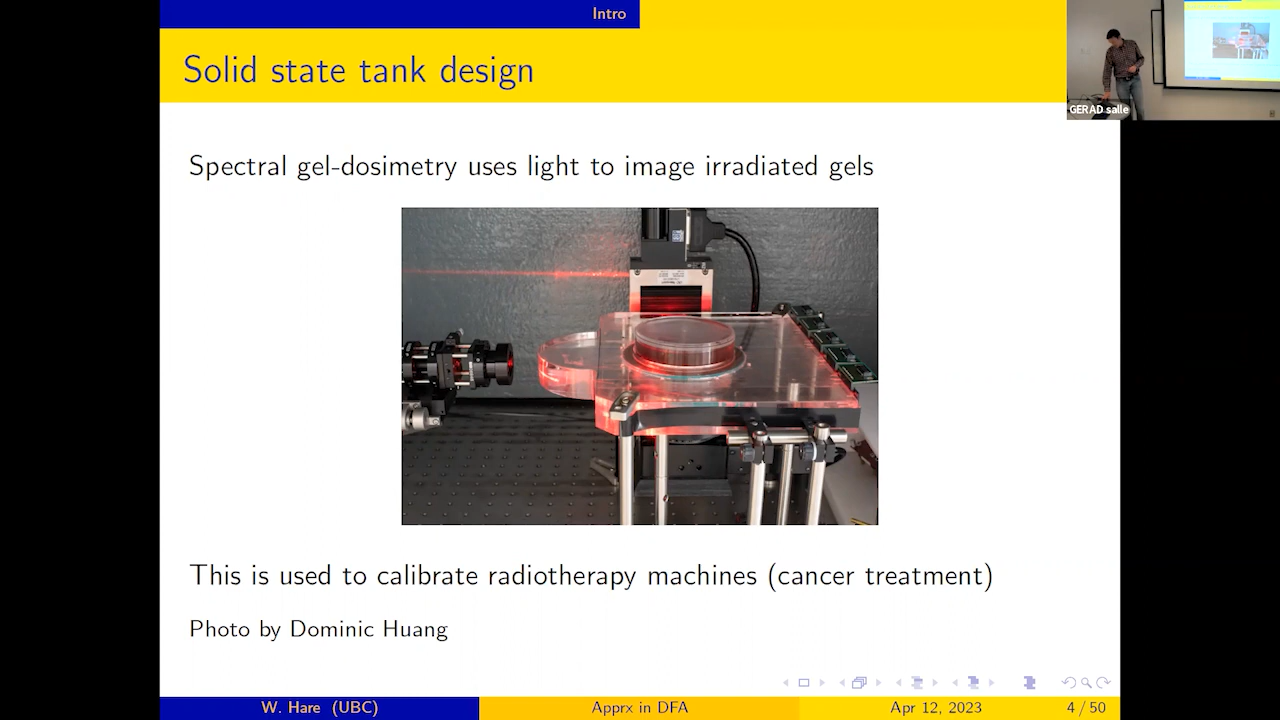 Intro
Solid state tank design
GERAD salle
Spectral gel-dosimetry uses light to image irradiated gels
This is used to calibrate radiotherapy machines (cancer treatment)
Photo by Dominic Huang
W. Hare (UBC)
Apprx in DFA
Apr 12, 2023
4 / 50